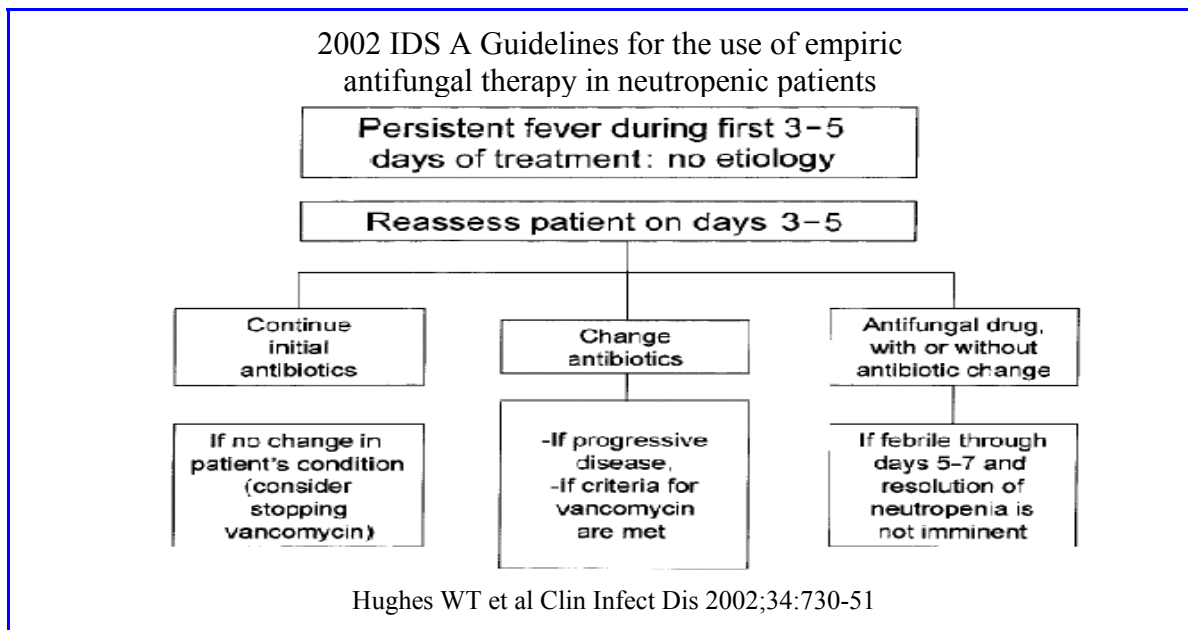 2002 IDS A Guidelines for the use of empiric
antifungal therapy in neutropenic patients
Persistent fever during first 3–5
days of treatment: no etiology
Reassess patient on days 3–5
Continue
initial
antibiotics
Change
antibiotics
Antifungal drug,
with or without
antibiotic change
If no change in
patient's condition
(consider
stopping
vancomycin)
-If progressive
disease,
-if criteria for
vancomycin
are met
If febrile through
days 5–7 and
resolution of
neutropenia is
not imminent
Hughes WT et al Clin Infect Dis 2002;34:730-51